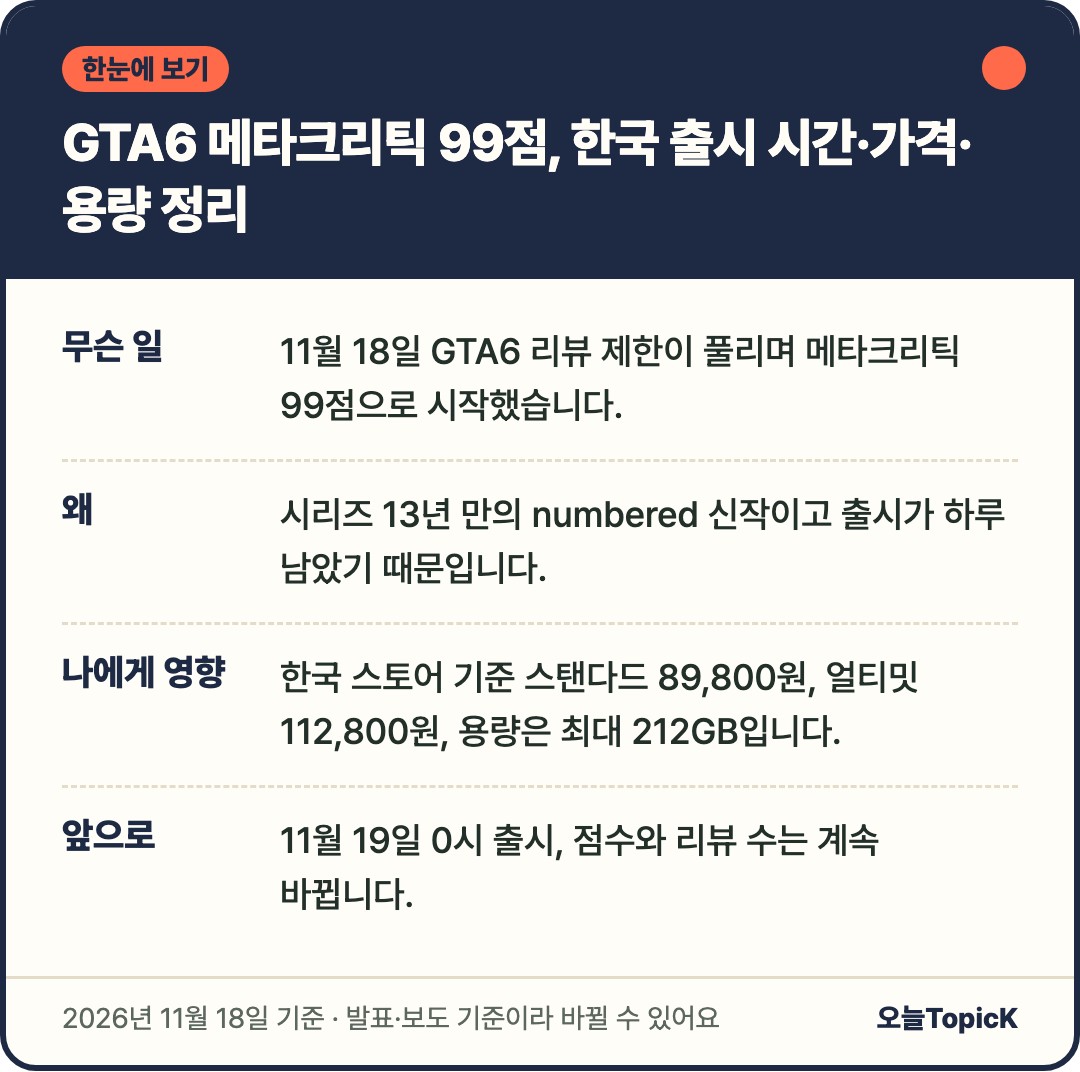 한눈에 보기
GTA6 메타크리틱 99점, 한국 출시 시간·가격·
용량 정리
무슨 일
11월 18일 GTA6 리뷰 제한이 풀리며 메타크리틱
99점으로 시작했습니다.
왜
시리즈 13년 만의 numbered 신작이고 출시가 하루
남았기 때문입니다.
나에게 영향
한국 스토어 기준 스탠다드 89,800원, 얼티밋
112,800원, 용량은 최대 212GB입니다.
앞으로
11월 19일 0시 출시, 점수와 리뷰 수는 계속
바뀝니다.
2026년 11월 18일 기준 · 발표·보도 기준이라 바뀔 수 있어요
오늘TopicK